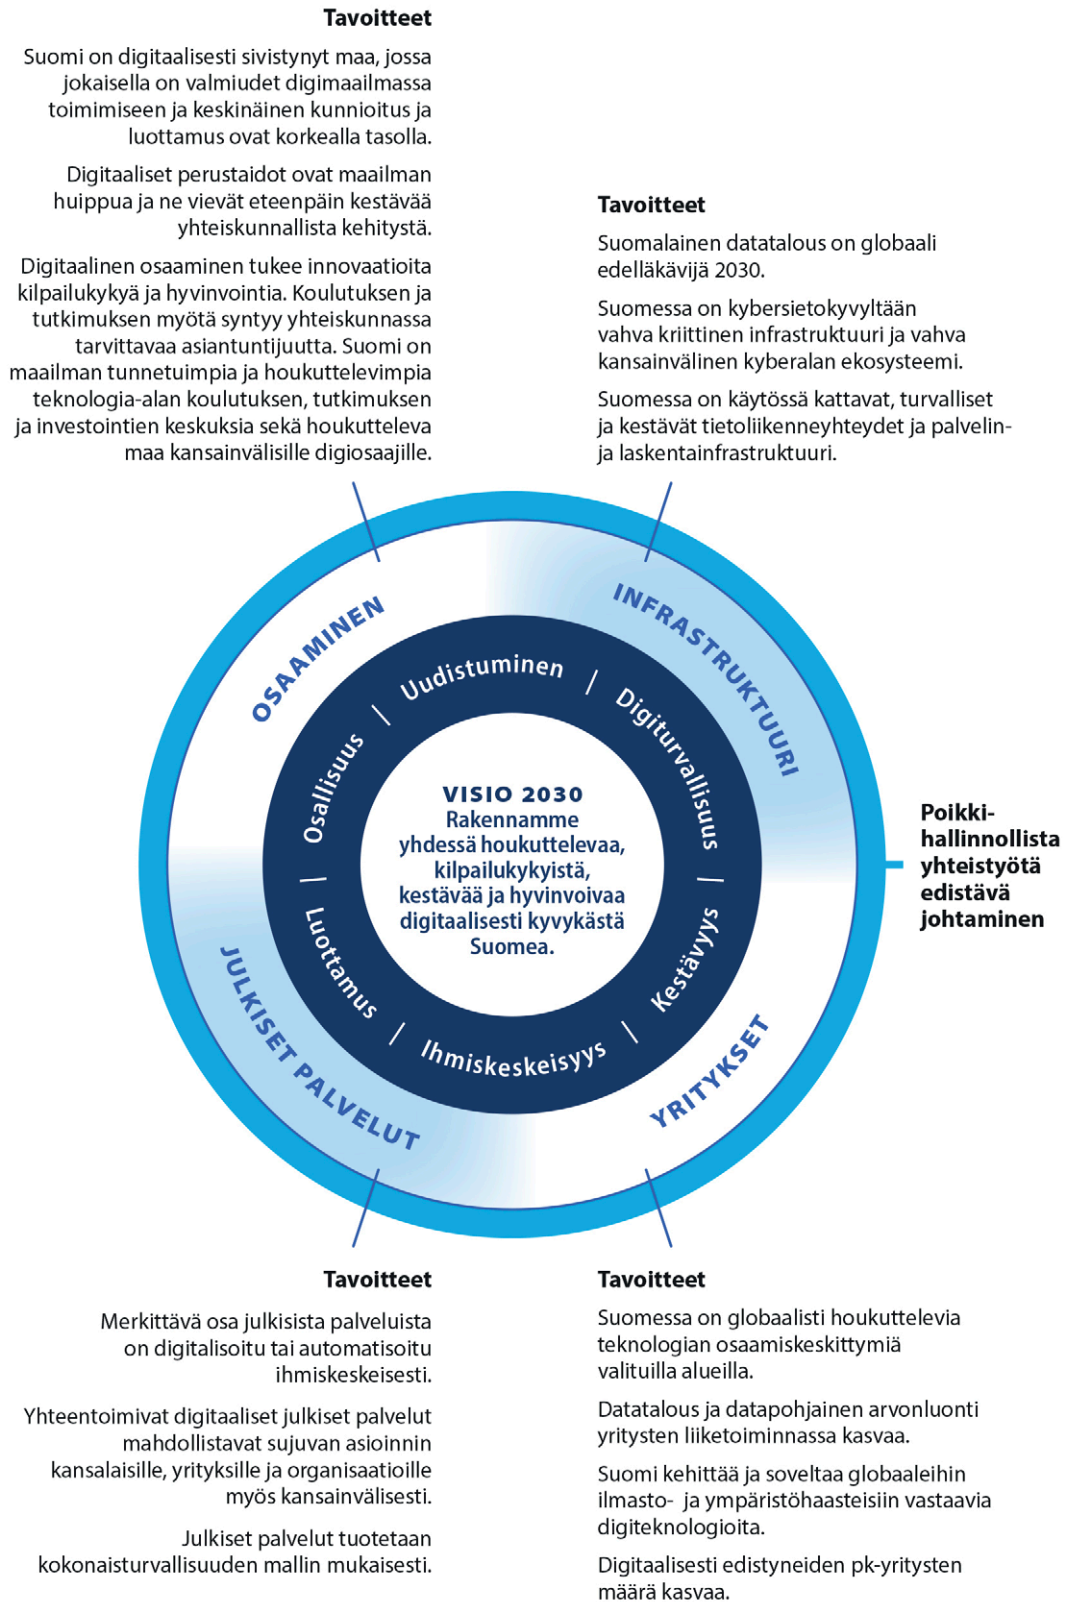 Tavoitteet
Suomi on digitaalisesti sivistynyt maa, jossa
jokaisella on valmiudet digimaailmassa
toimimiseen ja keskinäinen kunnioitus ja
luottamus ovat korkealla tasolla.
Digitaaliset perustaidot ovat maailman
huippua ja ne vievät eteenpäin kestävää
yhteiskunnallista kehitystä.
Digitaalinen osaaminen tukee innovaatioita
kilpailukykyä ja hyvinvointia. Koulutuksen ja
tutkimuksen myötä syntyy yhteiskunnassa
tarvittavaa asiantuntijuutta. Suomi on
maailman tunnetuimpia ja houkuttelevimpia
teknologia-alan koulutuksen, tutkimuksen
ja investointien keskuksia sekä houkutteleva
maa kansainvälisille digiosaajille.
Tavoitteet
Suomalainen datatalous on globaali
edelläkävijä 2030.
Suomessa on kybersietokyvyltään
vahva kriittinen infrastruktuuri ja vahva
kansainvälinen kyberalan ekosysteemi.
Suomessa on käytössä kattavat, turvalliset
ja kestävät tietoliikenneyhteydet ja palvelin-
ja laskentainfrastruktuuri.
OSAAMINEN
INFRASTRUKTUURI
YRITYKSET
JULKISET PALVELUT
Osallisuus | Uudistuminen | Digiturvallisuus | Kestävyys | Ihmiskeskeisyys | Luottamus |
VISIO 2030
Rakennamme
yhdessä houkuttelevaa,
kilpailukykyistä,
kestävää ja hyvinvoivaa
digitaalisesti kyvykästä
Suomea.
Poikki-
hallinnollista
yhteistyötä
edistävä
johtaminen
Tavoitteet
Merkittävä osa julkisista palveluista
on digitalisoitu tai automatisoitu
ihmiskeskeisesti.
Yhteentoimivat digitaaliset julkiset palvelut
mahdollistavat sujuvan asioinnin
kansalaisille, yrityksille ja organisaatioille
myös kansainvälisesti.
Julkiset palvelut tuotetaan
kokonaisturvallisuuden mallin mukaisesti.
Tavoitteet
Suomessa on globaalisti houkuttelevia
teknologian osaamiskeskittymiä
valituilla alueilla.
Datatalous ja datapohjainen arvonluonti
yritysten liiketoiminnassa kasvaa.
Suomi kehittää ja soveltaa globaaleihin
ilmasto- ja ympäristöhaasteisiin vastaavia
digiteknologioita.
Digitaalisesti edistyneiden pk-yritysten
määrä kasvaa.